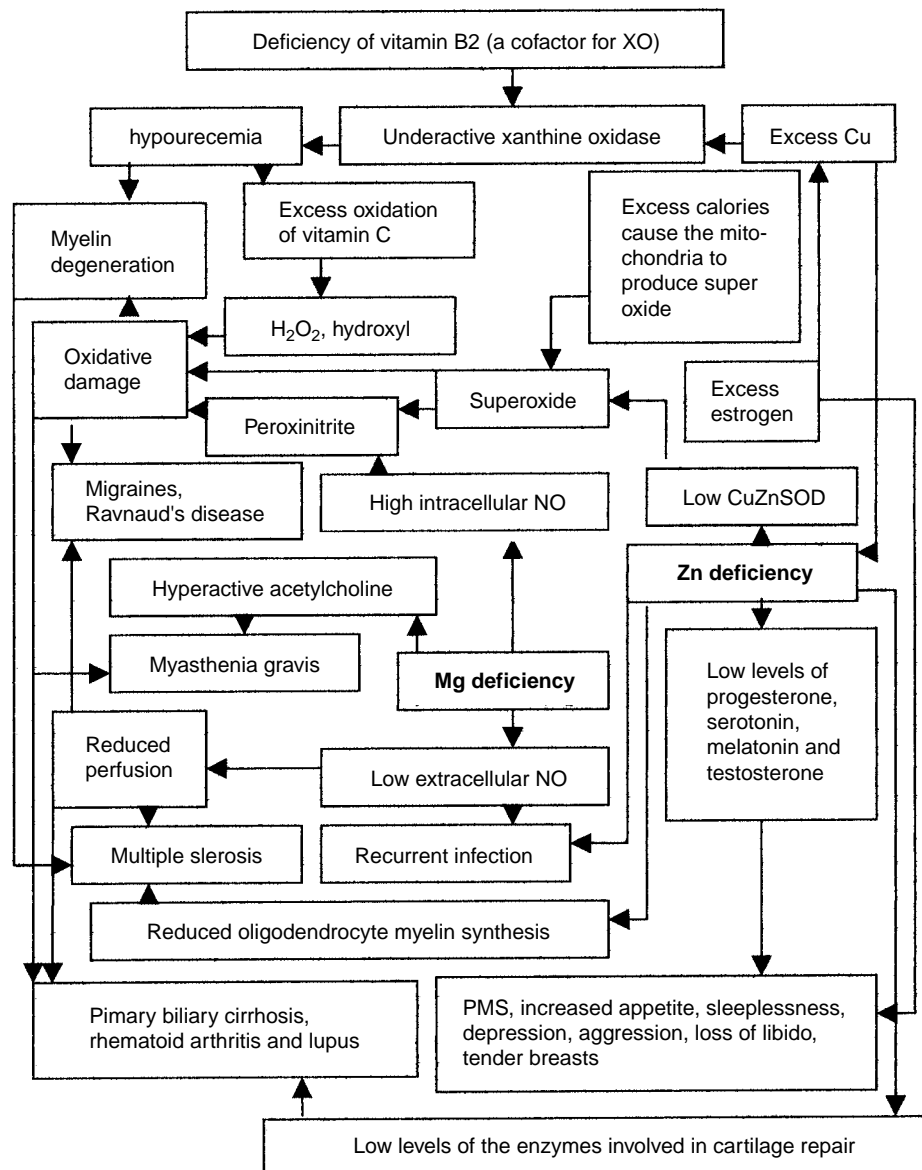 Deficiency of vitamin B2 (a cofactor for XO)
hypourecemia
Underactive xanthine oxidase
Excess Cu
Excess oxidation
of vitamin C
Excess calories
cause the mito-
chondria to
produce super
oxide
Myelin
degeneration
H₂O₂, hydroxyl
Oxidative
damage
Superoxide
Excess
estrogen
Peroxinitrite
Migraines,
Ravnaud's disease
High intracellular NO
Low CuZnSOD
Zn deficiency
Hyperactive acetylcholine
Myasthenia gravis
Mg deficiency
Low levels of
progesterone,
serotonin,
melatonin and
testosterone
Reduced
perfusion
Low extracellular NO
Multiple slerosis
Recurrent infection
Reduced oligodendrocyte myelin synthesis
Pimary biliary cirrhosis,
rhematoid arthritis and lupus
PMS, increased appetite, sleeplessness,
depression, aggression, loss of libido,
tender breasts
Low levels of the enzymes involved in cartilage repair